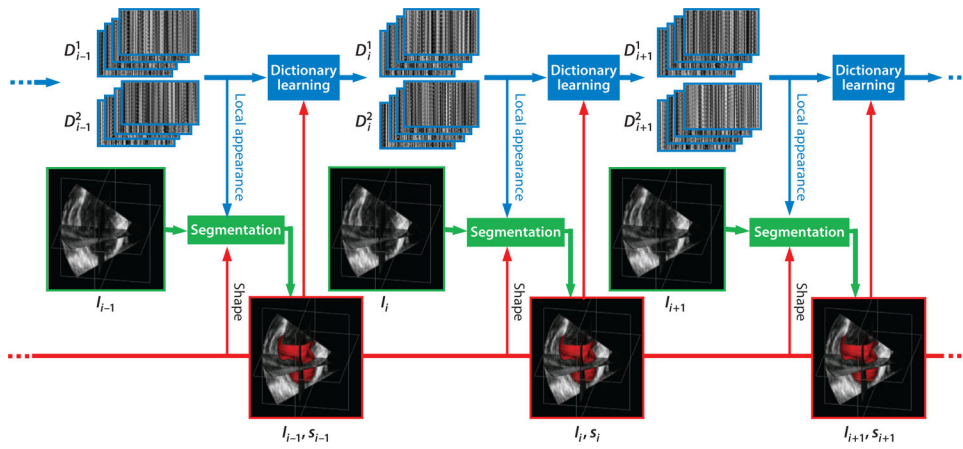 D¹ᵢ₋₁
Dictionary
learning
D¹ᵢ
Dictionary
learning
D¹ᵢ₊₁
Dictionary
learning
D²ᵢ₋₁
D²ᵢ
D²ᵢ₊₁
Local appearance
Local appearance
Local appearance
Segmentation
Segmentation
Segmentation
Iᵢ₋₁
Iᵢ
Iᵢ₊₁
Shape
Shape
Shape
Iᵢ₋₁, sᵢ₋₁
Iᵢ, sᵢ
Iᵢ₊₁, sᵢ₊₁